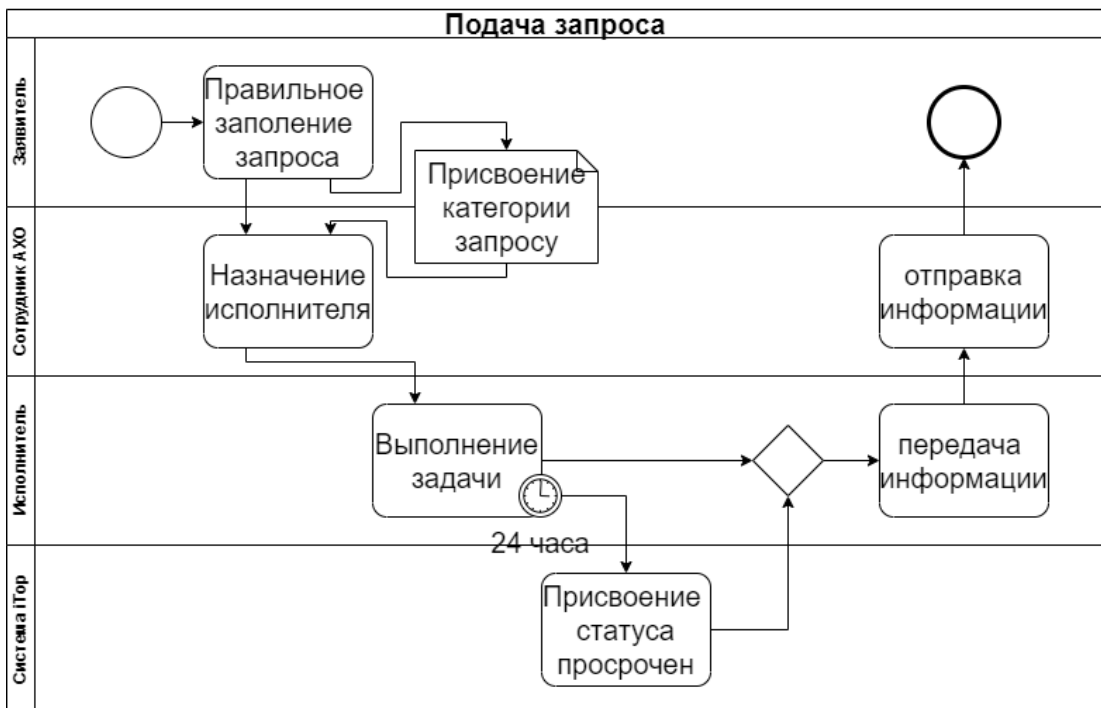 Подача запроса
Заявитель
Правильное
заполение
запроса
Присвоение
категории
запросу
Сотрудник АХО
Назначение
исполнителя
отправка
информации
Исполнитель
Выполнение
задачи
передача
информации
24 часа
Система iTop
Присвоение
статуса
просрочен